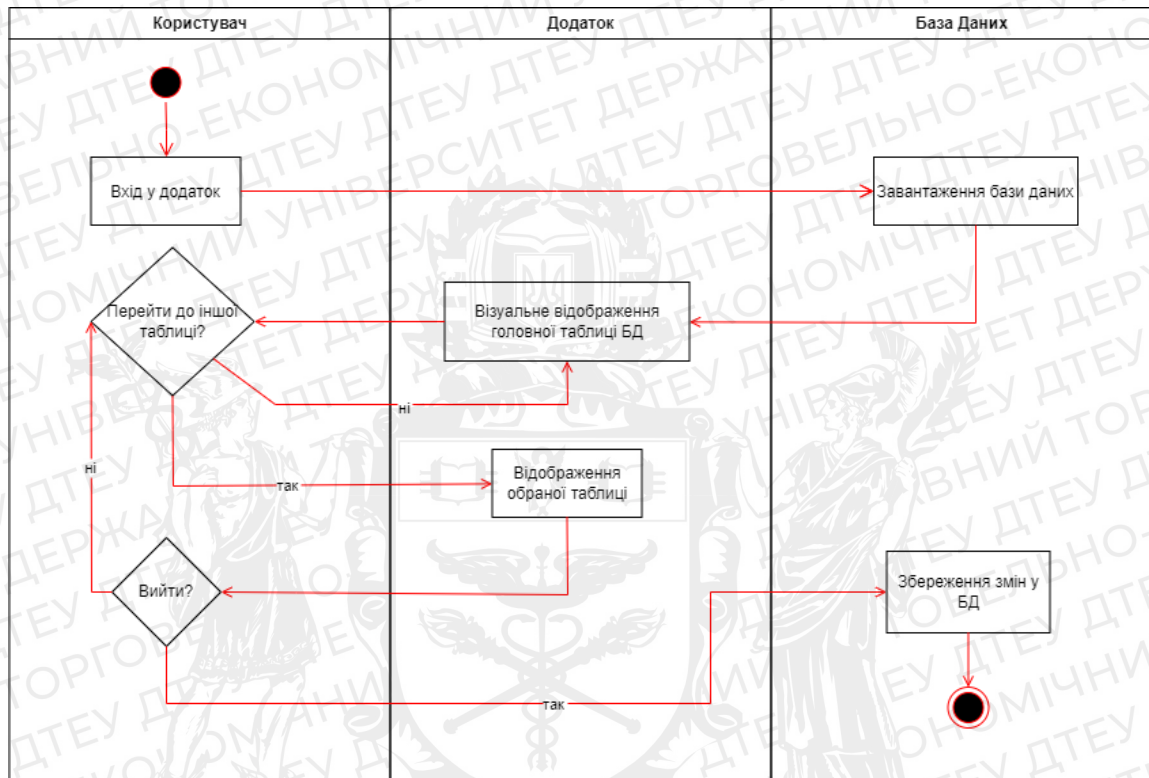 Користувач
Додаток
База Даних
Вхід у додаток
Завантаження бази даних
Перейти до іншої
таблиці?
Візуальне відображення
головної таблиці БД
ні
так
Відображення
обраної таблиці
ні
Вийти?
Збереження змін у
БД
так